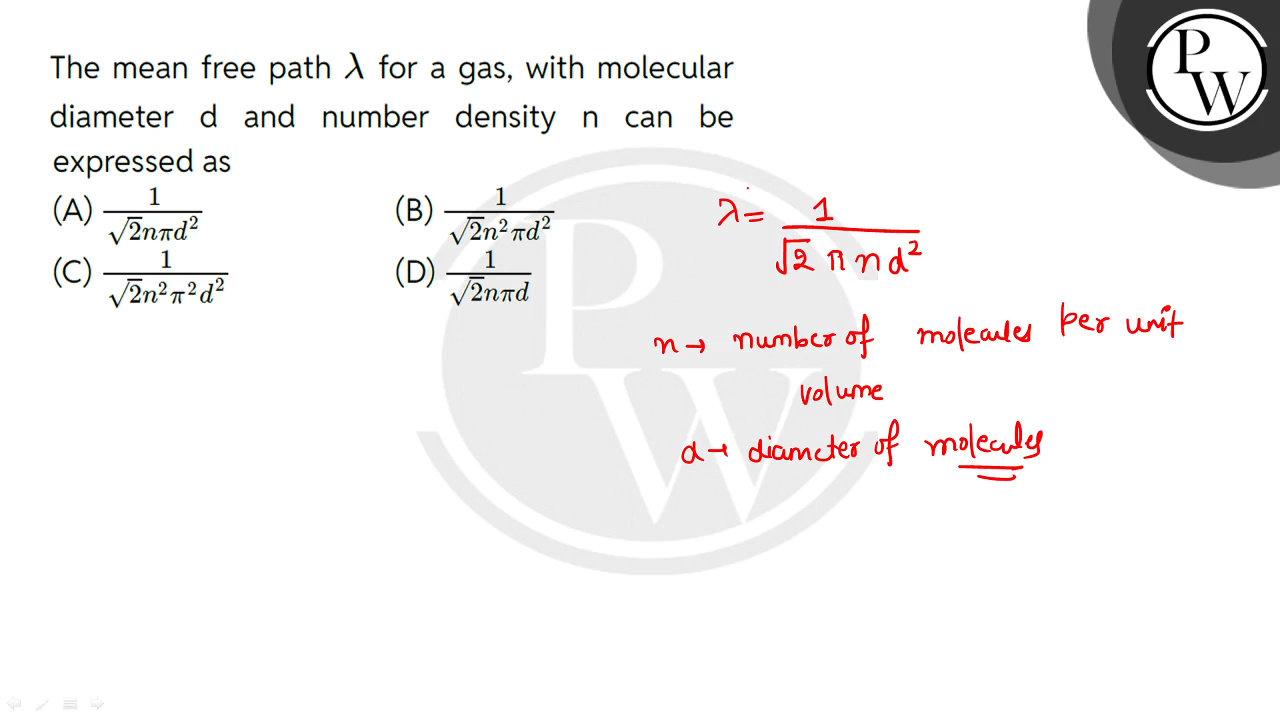 The mean free path λ for a gas, with molecular
diameter d and number density n can be
expressed as
(A) 1/(√2nπd²) (B) 1/(√2n²πd²)
(C) 1/(√2n²π²d²) (D) 1/(√2nπd)
λ = 1/(√2 π n d²)
n → number of molecules per unit
volume
d → diameter of molecules
P
W
P
W